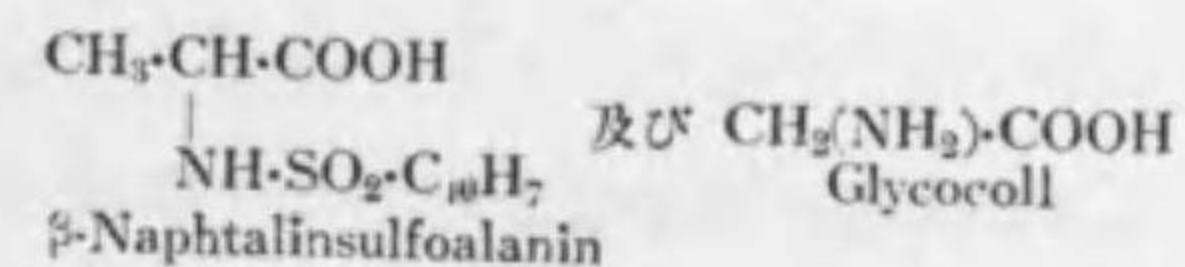 CH₃·CH·COOH
及び CH₂(NH₂)·COOH
NH·SO₂·C₁₀H₇
Glycocoll
β-Naphtalinsulfoalanin